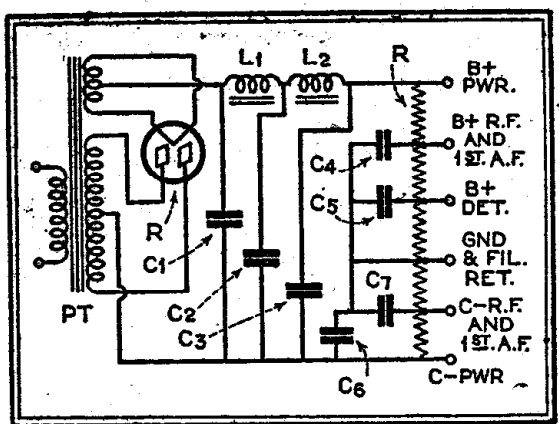 L1
L2
R
B+
PWR.
B+ R.F.
AND
1ST. A.F.
C4
C5
B+
DET.
R
C1
GND
& FIL.
RET.
PT
C2
C3
C7
C-R.F.
AND
1ST. A.F.
C6
C-PWR